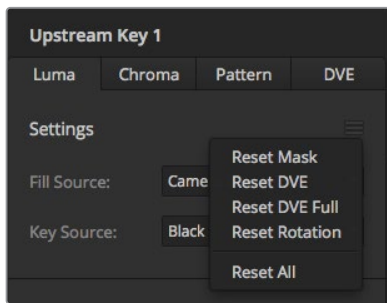 Upstream Key 1
Luma Chroma Pattern DVE
Settings
Reset Mask
Fill Source: Came Reset DVE
Reset DVE Full
Key Source: Black Reset Rotation
Reset All